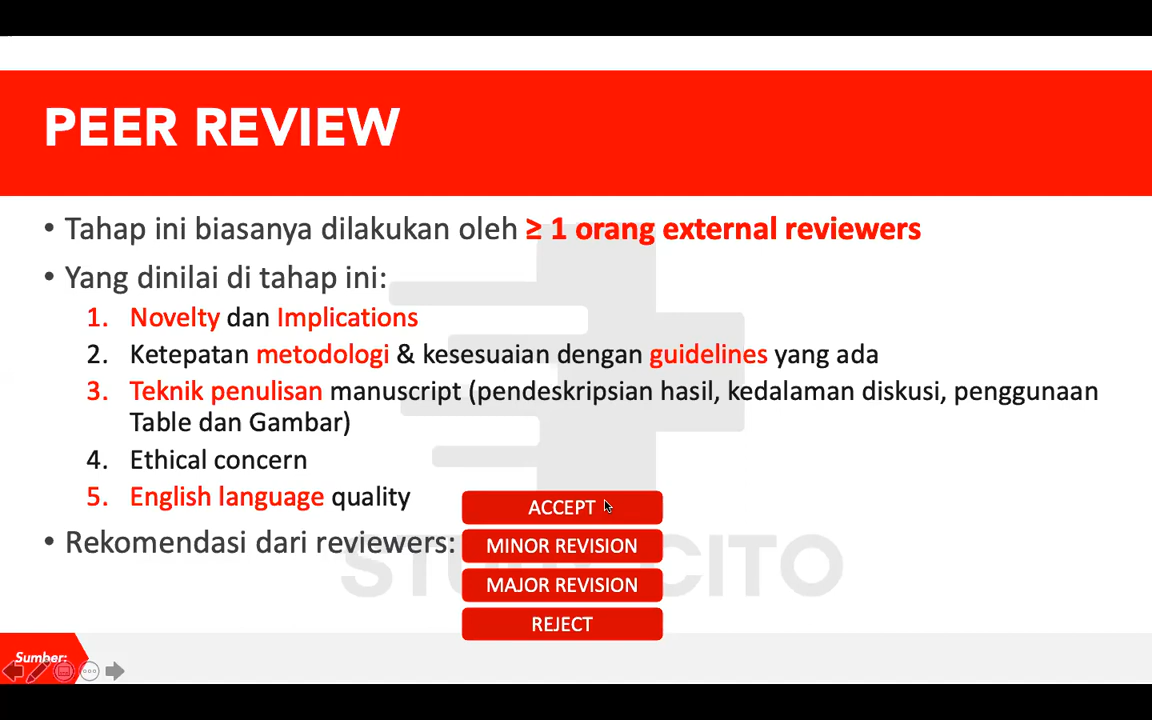 PEER REVIEW
• Tahap ini biasanya dilakukan oleh ≥ 1 orang external reviewers
• Yang dinilai di tahap ini:
1. Novelty dan Implications
2. Ketepatan metodologi & kesesuaian dengan guidelines yang ada
3. Teknik penulisan manuscript (pendeskripsian hasil, kedalaman diskusi, penggunaan
Table dan Gambar)
4. Ethical concern
5. English language quality
• Rekomendasi dari reviewers:
ACCEPT
MINOR REVISION
MAJOR REVISION
REJECT
Sumber: